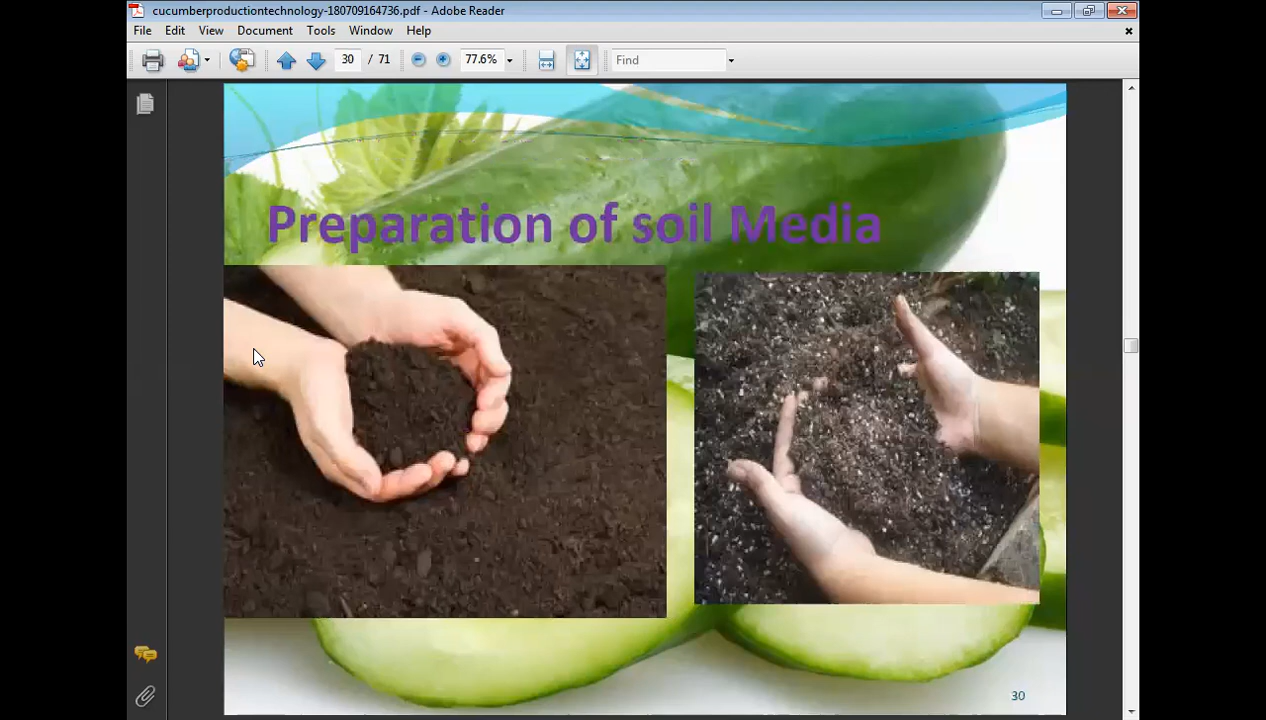 cucumberproductiontechnology-180709164736.pdf - Adobe Reader
File Edit View Document Tools Window Help
30 / 71 77.6% Find
Preparation of soil Media
30